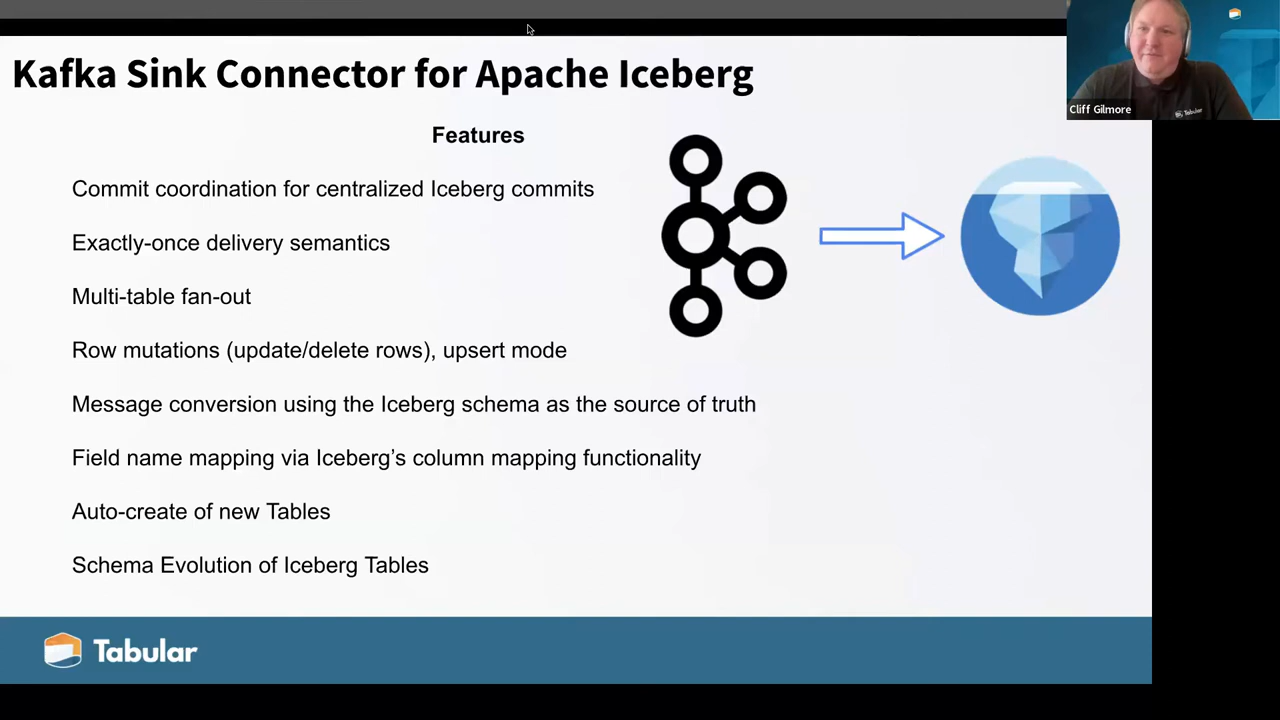 Kafka Sink Connector for Apache Iceberg
Cliff Gilmore
Tabular
Features
Commit coordination for centralized Iceberg commits
Exactly-once delivery semantics
Multi-table fan-out
Row mutations (update/delete rows), upsert mode
Message conversion using the Iceberg schema as the source of truth
Field name mapping via Iceberg’s column mapping functionality
Auto-create of new Tables
Schema Evolution of Iceberg Tables
Tabular